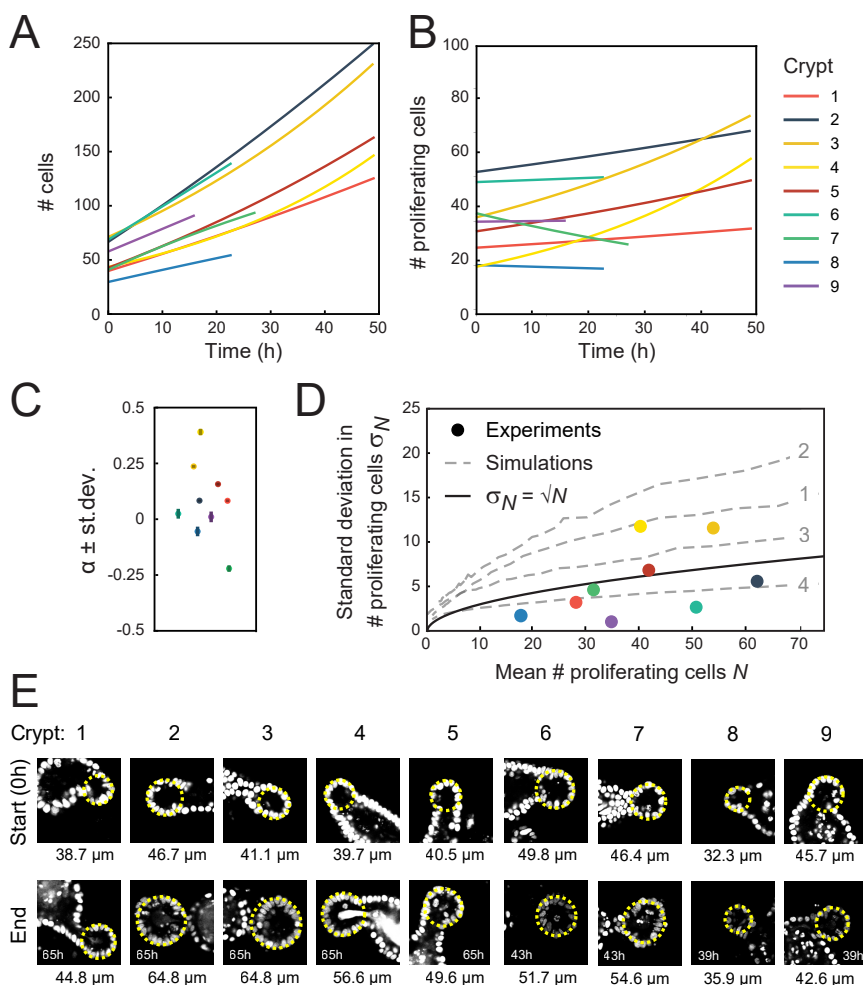 A
# cells
250
200
150
100
50
0
0 10 20 30 40 50
Time (h)
B
# proliferating cells
100
80
60
40
20
0
0 10 20 30 40 50
Time (h)
Crypt
1
2
3
4
5
6
7
8
9
C
α ± st.dev.
0.5
0.25
0
-0.25
-0.5
D
Standard deviation in
# proliferating cells σN
25
20
15
10
5
0
Experiments
Simulations
σN = √N
2
1
3
4
0 10 20 30 40 50 60 70
Mean # proliferating cells N
E
Crypt: 1 2 3 4 5 6 7 8 9
Start (0h)
38.7 µm 46.7 µm 41.1 µm 39.7 µm 40.5 µm 49.8 µm 46.4 µm 32.3 µm 45.7 µm
End
65h 65h 65h 65h 65h 43h 43h 39h 39h
44.8 µm 64.8 µm 64.8 µm 56.6 µm 49.6 µm 51.7 µm 54.6 µm 35.9 µm 42.6 µm